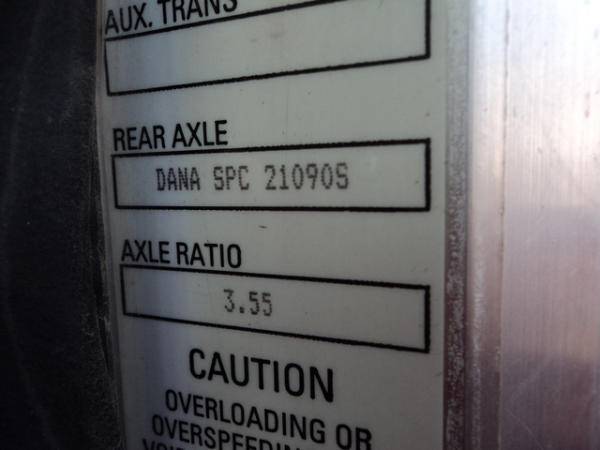 AUX. TRANS
REAR AXLE
DANA SPC 21090S
AXLE RATIO
3.55
CAUTION
OVERLOADING OR